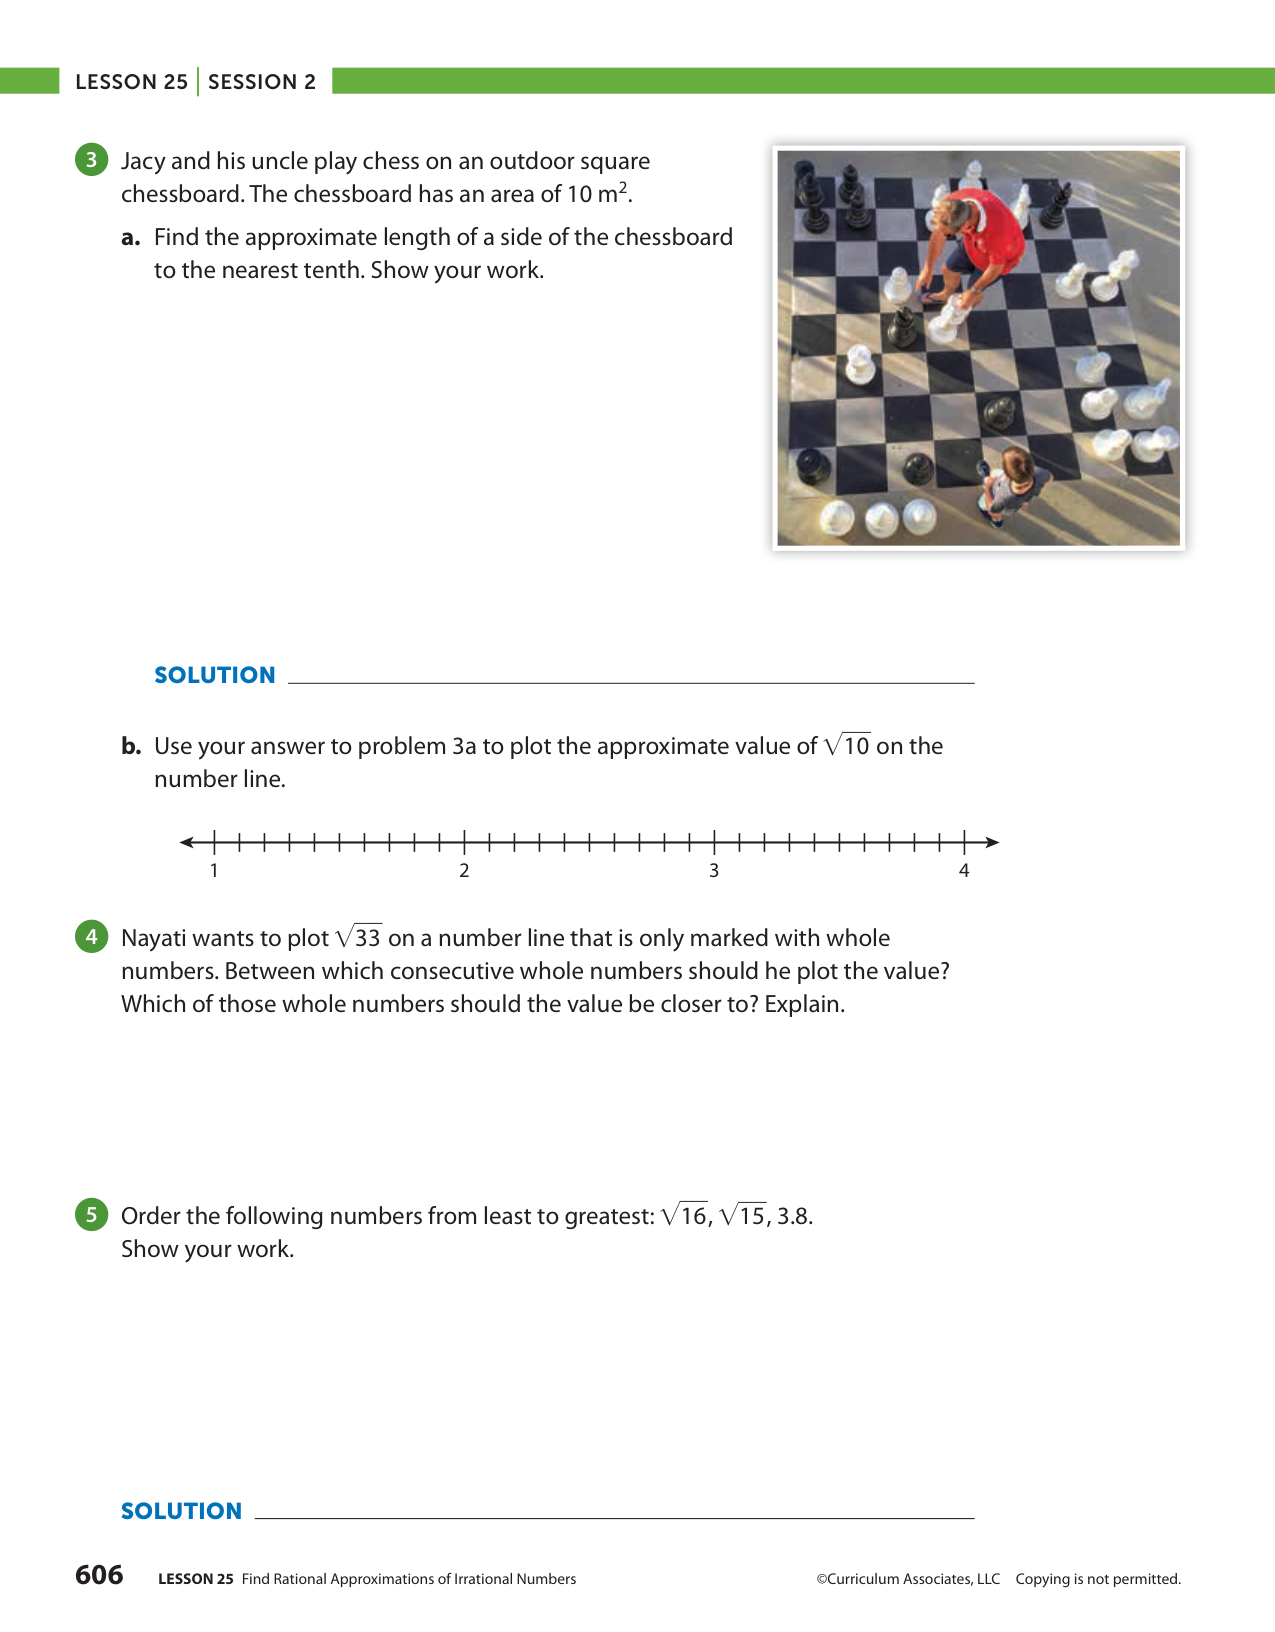 LESSON 25 | SESSION 2
3 Jacy and his uncle play chess on an outdoor square
chessboard. The chessboard has an area of 10 m².
a. Find the approximate length of a side of the chessboard
to the nearest tenth. Show your work.
SOLUTION
b. Use your answer to problem 3a to plot the approximate value of √10 on the
number line.
1 2 3 4
4 Nayati wants to plot √33 on a number line that is only marked with whole
numbers. Between which consecutive whole numbers should he plot the value?
Which of those whole numbers should the value be closer to? Explain.
5 Order the following numbers from least to greatest: √16, √15, 3.8.
Show your work.
SOLUTION
606 LESSON 25 Find Rational Approximations of Irrational Numbers ©Curriculum Associates, LLC Copying is not permitted.